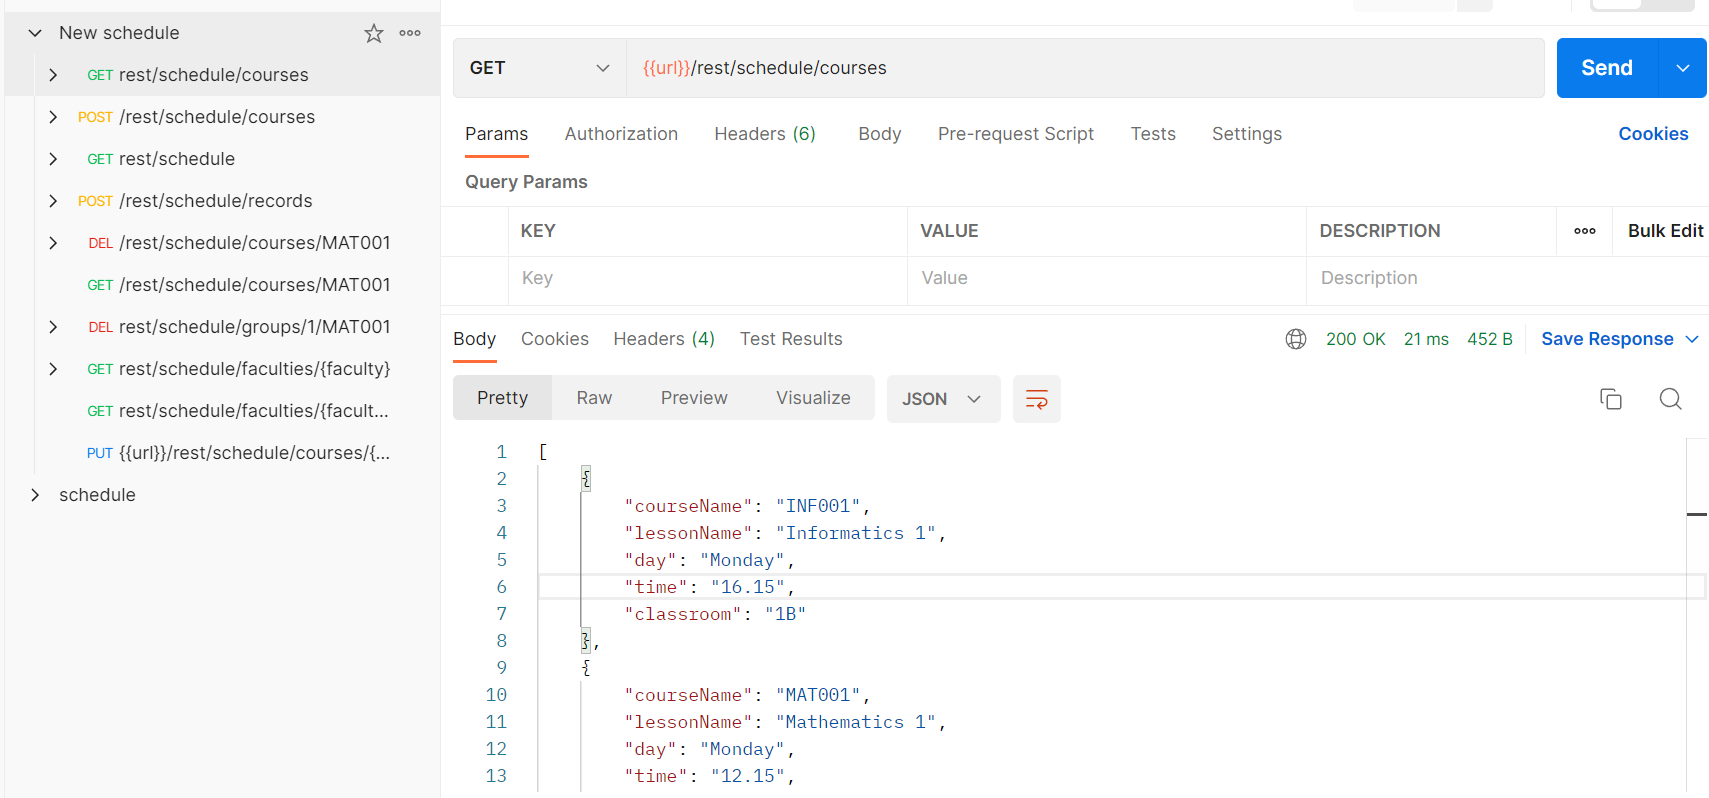 New schedule
GET rest/schedule/courses
POST /rest/schedule/courses
GET rest/schedule
POST /rest/schedule/records
DEL /rest/schedule/courses/MAT001
GET /rest/schedule/courses/MAT001
DEL rest/schedule/groups/1/MAT001
GET rest/schedule/faculties/{faculty}
GET rest/schedule/faculties/{facult...
PUT {{url}}/rest/schedule/courses/{...
schedule
GET {{url}}/rest/schedule/courses Send
Params Authorization Headers (6) Body Pre-request Script Tests Settings Cookies
Query Params
KEY VALUE DESCRIPTION Bulk Edit
Key Value Description
Body Cookies Headers (4) Test Results 200 OK 21 ms 452 B Save Response
Pretty Raw Preview Visualize JSON
1 [
2 {
3 "courseName": "INF001",
4 "lessonName": "Informatics 1",
5 "day": "Monday",
6 "time": "16.15",
7 "classroom": "1B"
8 },
9 {
10 "courseName": "MAT001",
11 "lessonName": "Mathematics 1",
12 "day": "Monday",
13 "time": "12.15",